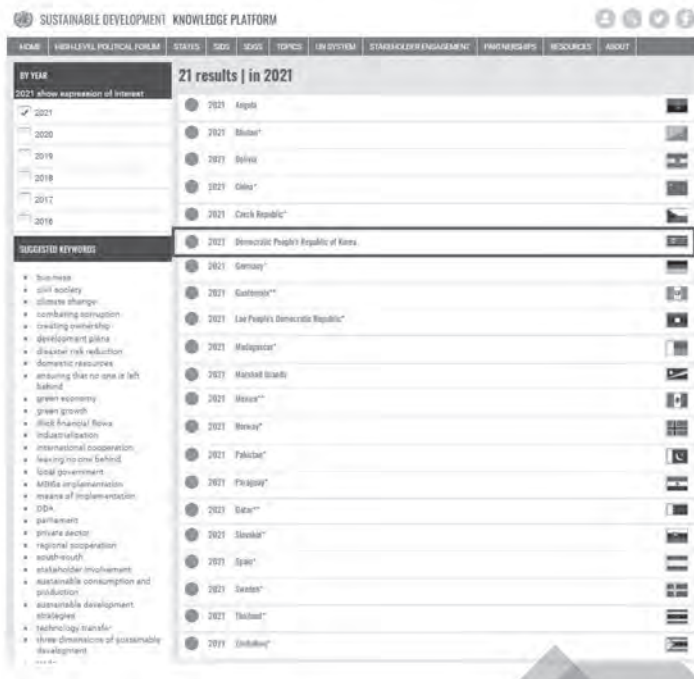 SUSTAINABLE DEVELOPMENT KNOWLEDGE PLATFORM
HOME HIGH-LEVEL POLITICAL FORUM STATES SIDS SDGS TOPICS UN SYSTEM STAKEHOLDER ENGAGEMENT PARTNERSHIPS RESOURCES ABOUT
BY YEAR
2021 show expression of interest
2021
2020
2019
2018
2017
2016
SUGGESTED KEYWORDS
business
civil society
climate change
combating corruption
creating ownership
development plans
disaster risk reduction
domestic resources
ensuring that no one is left
behind
green economy
green growth
illicit financial flows
industrialization
international cooperation
leaving no one behind
local government
MDGs implementation
means of implementation
ODA
parliament
private sector
regional cooperation
south-south
stakeholder involvement
sustainable consumption and
production
sustainable development
strategies
technology transfer
three dimensions of sustainable
development
21 results | in 2021
2021 Angola
2021 Bhutan*
2021 Bolivia
2021 China*
2021 Czech Republic*
2021 Democratic People's Republic of Korea
2021 Germany*
2021 Guatemala**
2021 Lao People's Democratic Republic*
2021 Madagascar*
2021 Marshall Islands
2021 Mexico**
2021 Norway*
2021 Pakistan*
2021 Paraguay*
2021 Qatar**
2021 Slovakia*
2021 Spain*
2021 Sweden*
2021 Thailand*
2021 Zimbabwe*